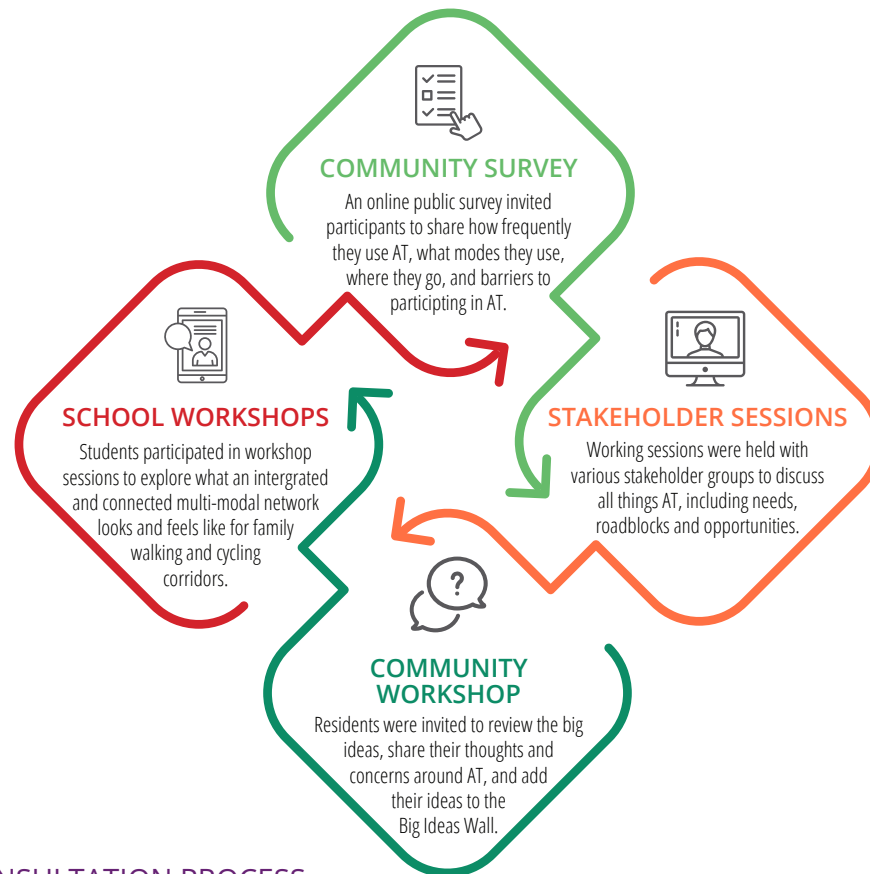 COMMUNITY SURVEY
An online public survey invited
participants to share how frequently
they use AT, what modes they use,
where they go, and barriers to
particpting in AT.
SCHOOL WORKSHOPS
Students participated in workshop
sessions to explore what an intergrated
and connected multi-modal network
looks and feels like for family
walking and cycling
corridors.
STAKEHOLDER SESSIONS
Working sessions were held with
various stakeholder groups to discuss
all things AT, including needs,
roadblocks and opportunities.
?
COMMUNITY
WORKSHOP
Residents were invited to review the big
ideas, share their thoughts and
concerns around AT, and add
their ideas to the
Big Ideas Wall.
PROCESS